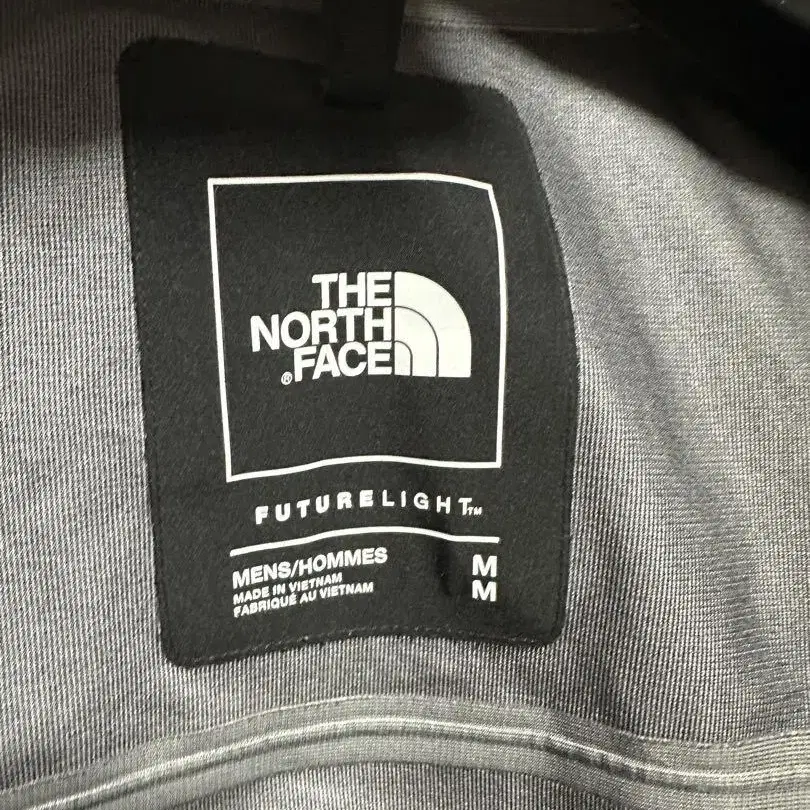 THE
NORTH
FACE®
FUTURELIGHT™
MENS/HOMMES M
MADE IN VIETNAM M
FABRIQUÉ AU VIETNAM